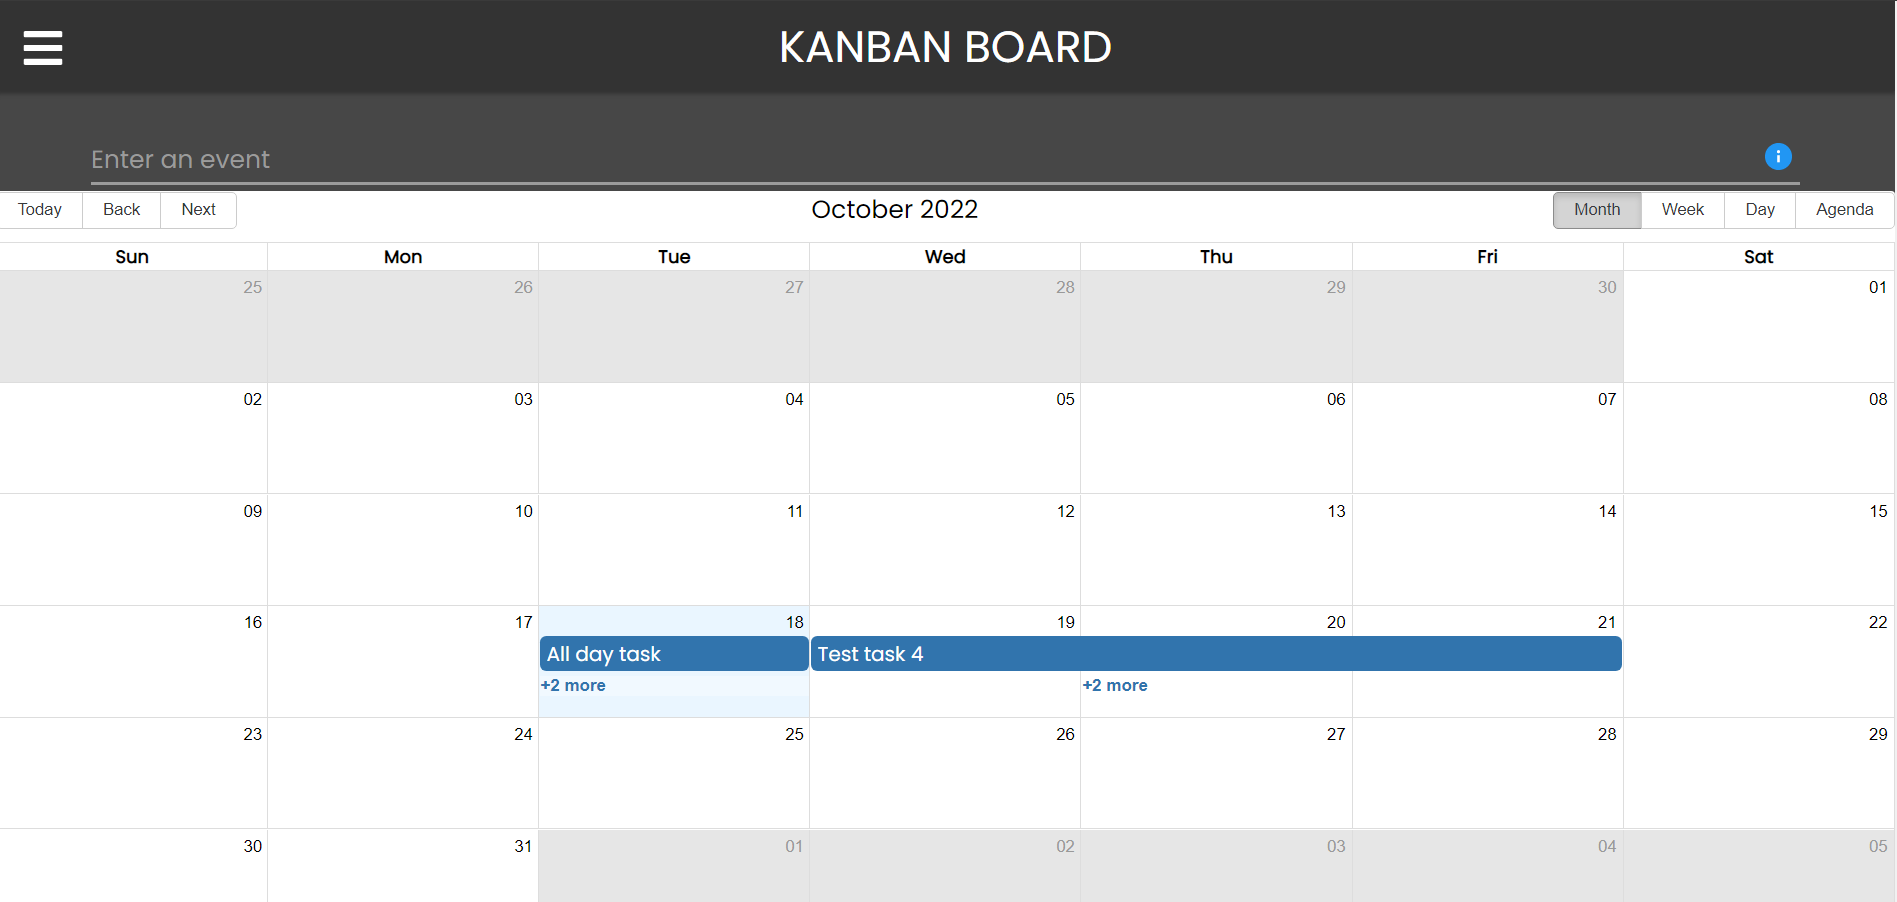 KANBAN BOARD
Enter an event
Today Back Next October 2022 Month Week Day Agenda
Sun Mon Tue Wed Thu Fri Sat
25 26 27 28 29 30 01
02 03 04 05 06 07 08
09 10 11 12 13 14 15
16 17 18 19 20 21 22
All day task Test task 4
+2 more +2 more
23 24 25 26 27 28 29
30 31 01 02 03 04 05